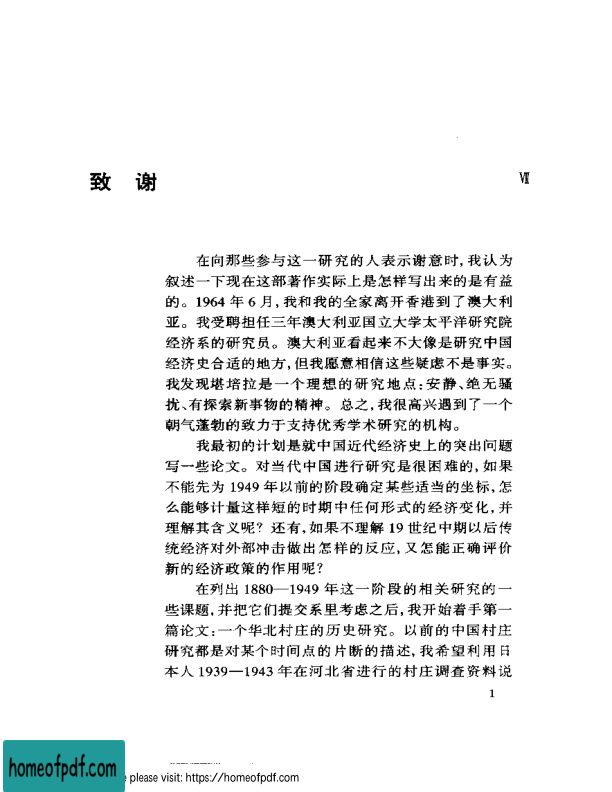 致 谢
Ⅶ
在向那些参与这一研究的人表示谢意时,我认为
叙述一下现在这部著作实际上是怎样写出来的是有益
的。1964 年 6 月,我和我的全家离开香港到了澳大利
亚。我受聘担任三年澳大利亚国立大学太平洋研究院
经济系的研究员。澳大利亚看起来不大像是研究中国
经济史合适的地方,但我愿意相信这些疑虑不是事实。
我发现堪培拉是一个理想的研究地点:安静、绝无骚
扰、有探索新事物的精神。总之,我很高兴遇到了一个
朝气蓬勃的致力于支持优秀学术研究的机构。
我最初的计划是就中国近代经济史上的突出问题
写一些论文。对当代中国进行研究是很困难的,如果
不能先为 1949 年以前的阶段确定某些适当的坐标,怎
么能够计量这样短的时期中任何形式的经济变化,并
理解其含义呢？还有,如果不理解 19 世纪中期以后传
统经济对外部冲击做出怎样的反应,又怎能正确评价
新的经济政策的作用呢？
在列出 1880—1949 年这一阶段的相关研究的一
些课题,并把它们提交系里考虑之后,我开始着手第一
篇论文:一个华北村庄的历史研究。以前的中国村庄
研究都是对某个时间点的片断的描述,我希望利用日
本人 1939—1943 年在河北省进行的村庄调查资料说
1
homeofpdf.com
please visit: https://homeofpdf.com